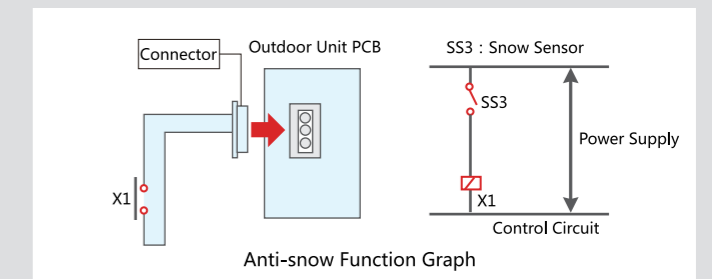 Connector
Outdoor Unit PCB
SS3 : Snow Sensor
SS3
Power Supply
X1
X1
Control Circuit
Anti-snow Function Graph